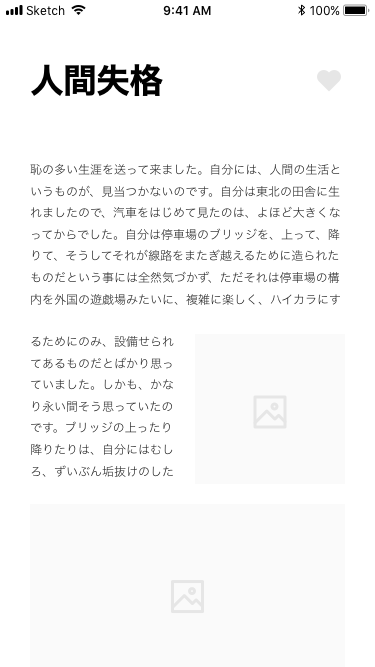 Sketch 9:41 AM 100%
人間失格
恥の多い生涯を送って来ました。自分には、人間の生活と
いうものが、見当つかないのです。自分は東北の田舎に生
れましたので、汽車をはじめて見たのは、よほど大きくな
ってからでした。自分は停車場のブリッジを、上って、降
りて、そうしてそれが線路をまたぎ越えるために造られた
ものだという事には全然気づかず、ただそれは停車場の構
内を外国の遊戯場みたいに、複雑に楽しく、ハイカラにす
るためにのみ、設備せられ
てあるものだとばかり思っ
ていました。しかも、かな
り永い間そう思っていたの
です。ブリッジの上ったり
降りたりは、自分にはむし
ろ、ずいぶん垢抜けのした